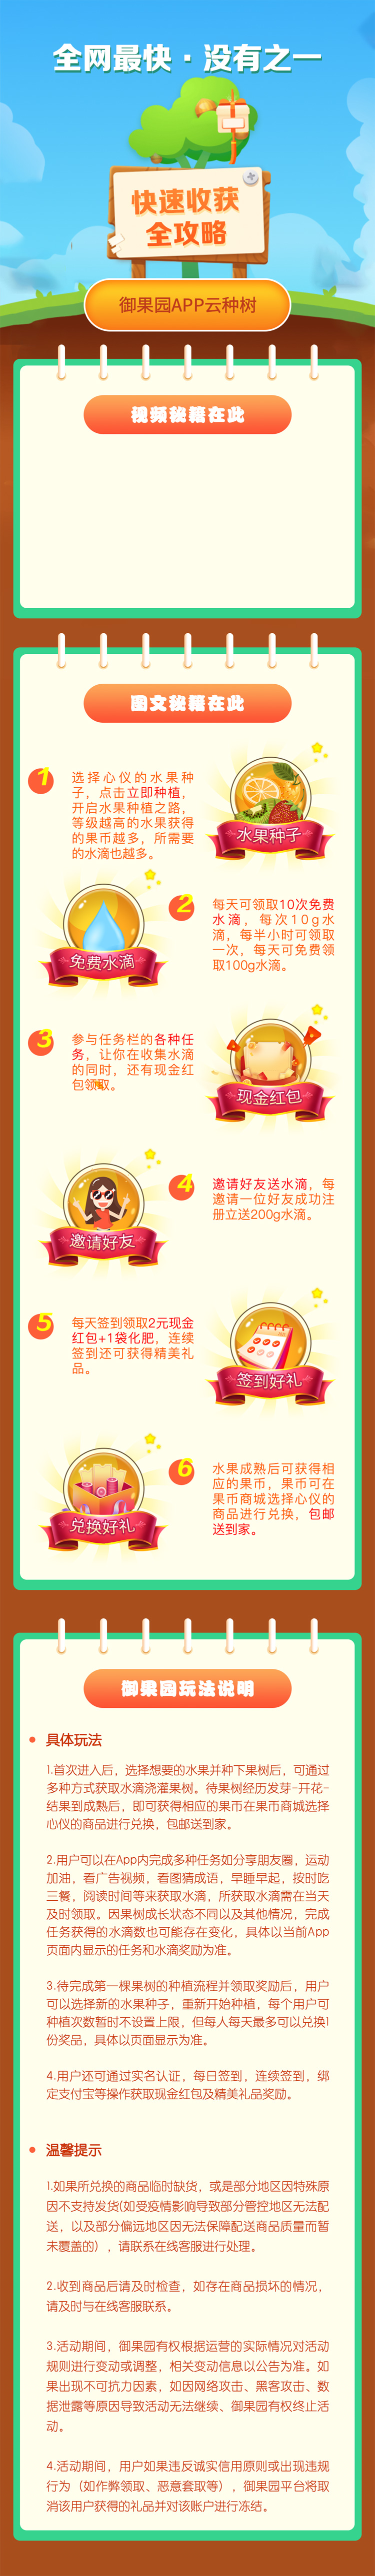 全网最快·没有之一
快速收获
全攻略
御果园APP云种树
视频秘籍在此
图文秘籍在此
1
选择心仪的水果种
子，点击立即种植，
开启水果种植之路，
等级越高的水果获得
的果币越多，所需要
的水滴也越多。
水果种子
免费水滴
2
每天可领取10次免费
水滴，每次10g水
滴，每半小时可领取
一次，每天可免费领
取100g水滴。
3
参与任务栏的各种任
务，让你在收集水滴
的同时，还有现金红
包领取。
现金红包
邀请好友
4
邀请好友送水滴，每
邀请一位好友成功注
册立送200g水滴。
5
每天签到领取2元现金
红包+1袋化肥，连续
签到还可获得精美礼
品。
签到好礼
兑换好礼
6
水果成熟后可获得相
应的果币，果币可在
果币商城选择心仪的
商品进行兑换，包邮
送到家。
御果园玩法说明
具体玩法
1.首次进入后，选择想要的水果并种下果树后，可通过
多种方式获取水滴浇灌果树。待果树经历发芽-开花-
结果到成熟后，即可获得相应的果币在果币商城选择
心仪的商品进行兑换，包邮送到家。
2.用户可以在App内完成多种任务如分享朋友圈，运动
加油，看广告视频，看图猜成语，早睡早起，按时吃
三餐，阅读时间等来获取水滴，所获取水滴需在当天
及时领取。因果树成长状态不同以及其他情况，完成
任务获得的水滴数也可能存在变化，具体以当前App
页面内显示的任务和水滴奖励为准。
3.待完成第一棵果树的种植流程并领取奖励后，用户
可以选择新的水果种子，重新开始种植，每个用户可
种植次数暂时不设置上限，但每人每天最多可以兑换1
份奖品，具体以页面显示为准。
4.用户还可通过实名认证，每日签到，连续签到，绑
定支付宝等操作获取现金红包及精美礼品奖励。
温馨提示
1.如果所兑换的商品临时缺货，或是部分地区因特殊原
因不支持发货(如受疫情影响导致部分管控地区无法配
送，以及部分偏远地区因无法保障配送商品质量而暂
未覆盖的），请联系在线客服进行处理。
2.收到商品后请及时检查，如存在商品损坏的情况，
请及时与在线客服联系。
3.活动期间，御果园有权根据运营的实际情况对活动
规则进行变动或调整，相关变动信息以公告为准。如
果出现不可抗力因素，如因网络攻击、黑客攻击、数
据泄露等原因导致活动无法继续、御果园有权终止活
动。
4.活动期间，用户如果违反诚实信用原则或出现违规
行为（如作弊领取、恶意套取等），御果园平台将取
消该用户获得的礼品并对该账户进行冻结。